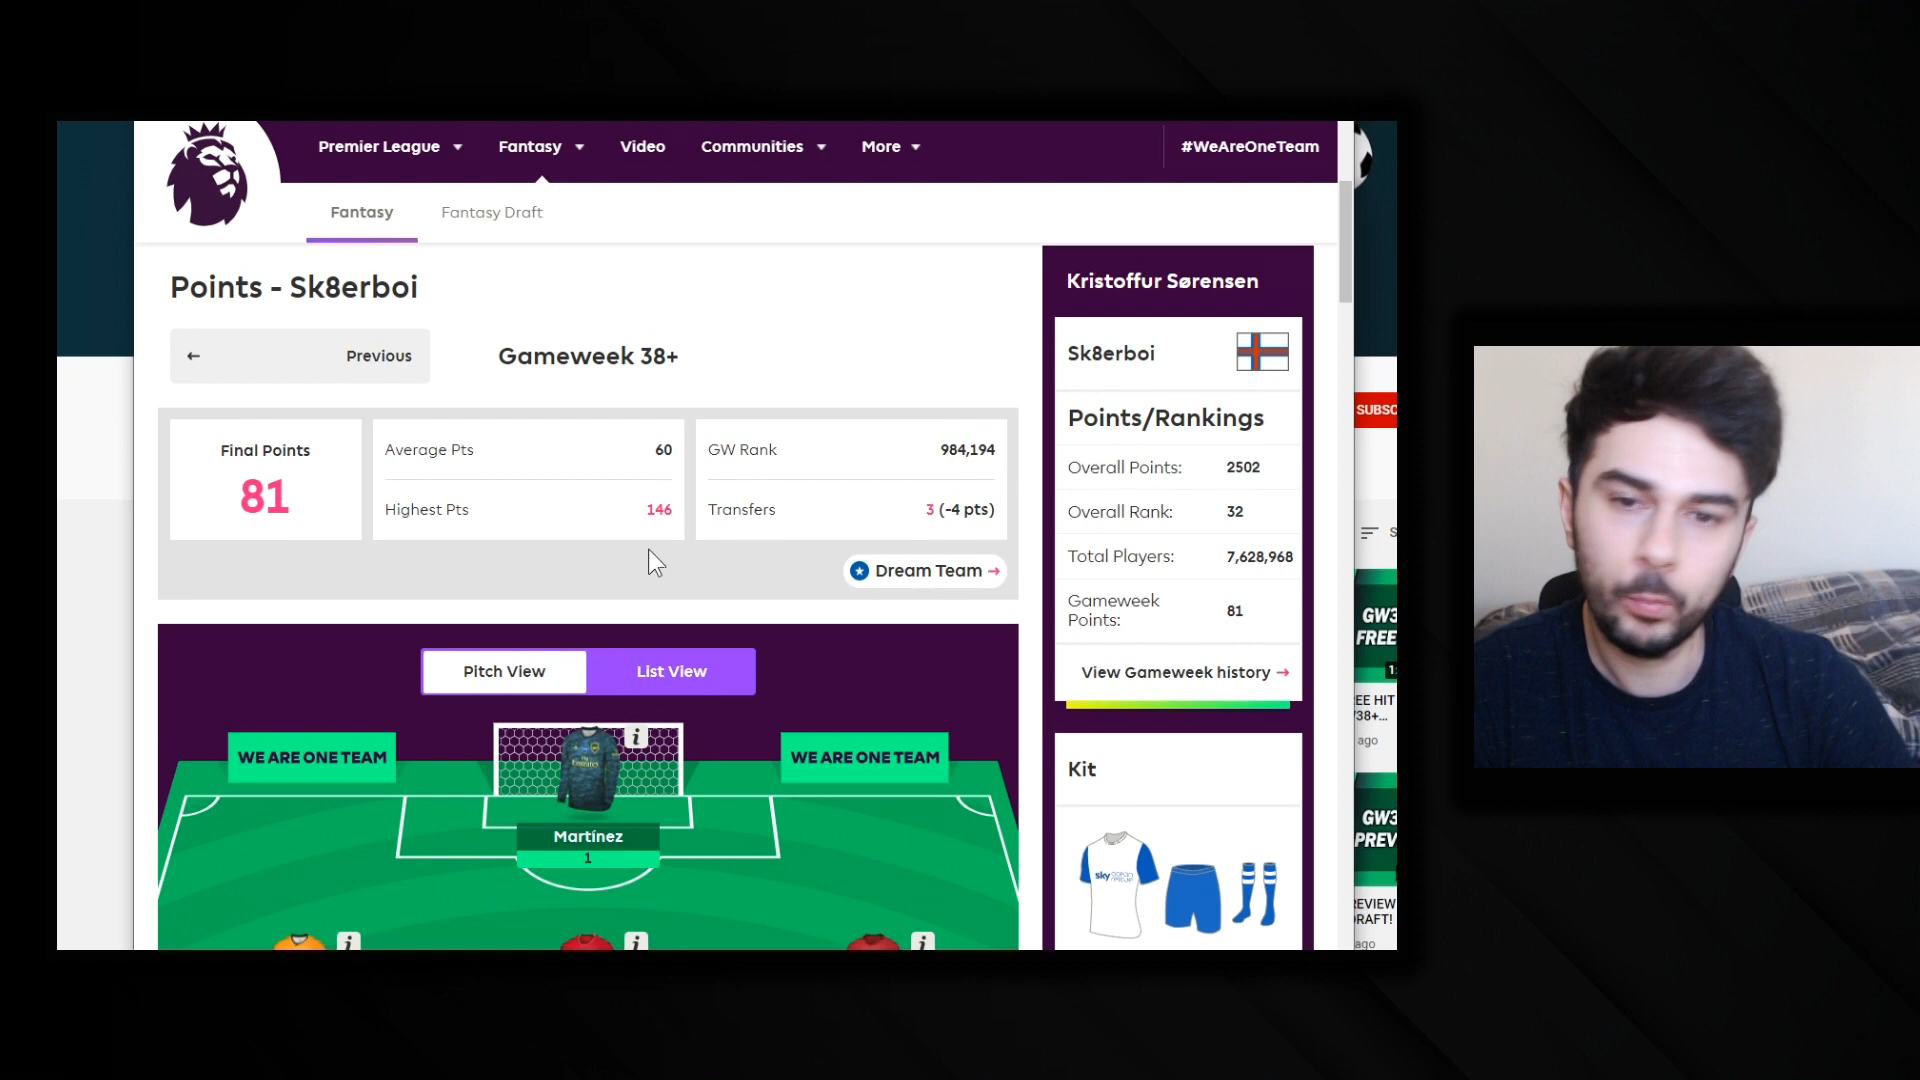 Premier League
Fantasy
Video
Communities
More
#WeAreOneTeam
Fantasy
Fantasy Draft
Points - Sk8erboi
← Previous
Gameweek 38+
Final Points
81
Average Pts 60
Highest Pts 146
GW Rank 984,194
Transfers 3 (-4 pts)
Dream Team →
Pitch View
List View
WE ARE ONE TEAM
WE ARE ONE TEAM
Martínez
1
Kristoffur Sørensen
Sk8erboi
Points/Rankings
Overall Points: 2502
Overall Rank: 32
Total Players: 7,628,968
Gameweek
Points: 81
View Gameweek history →
Kit
sky
SUBSC
S
GW3
FREE
1
EE HIT
38+...
ago
GW3
PREV
EVIEW
RAFT!
ago